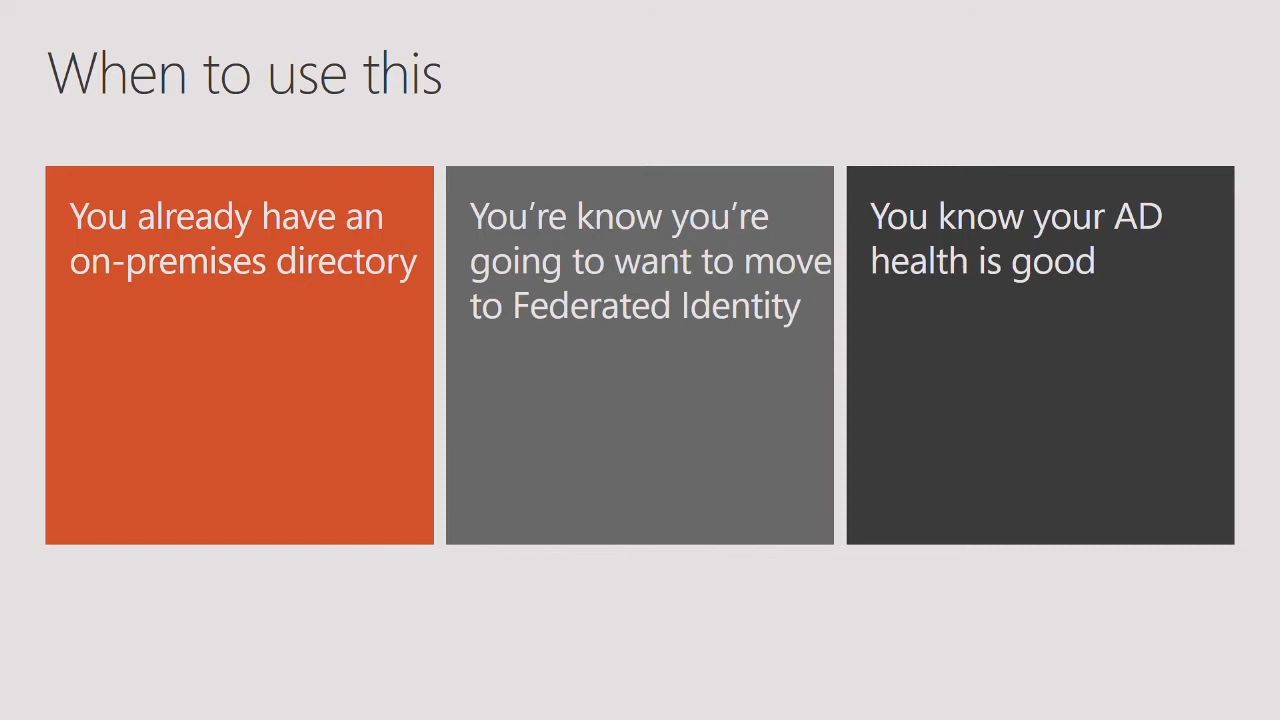 When to use this
You already have an
on-premises directory
You’re know you’re
going to want to move
to Federated Identity
You know your AD
health is good